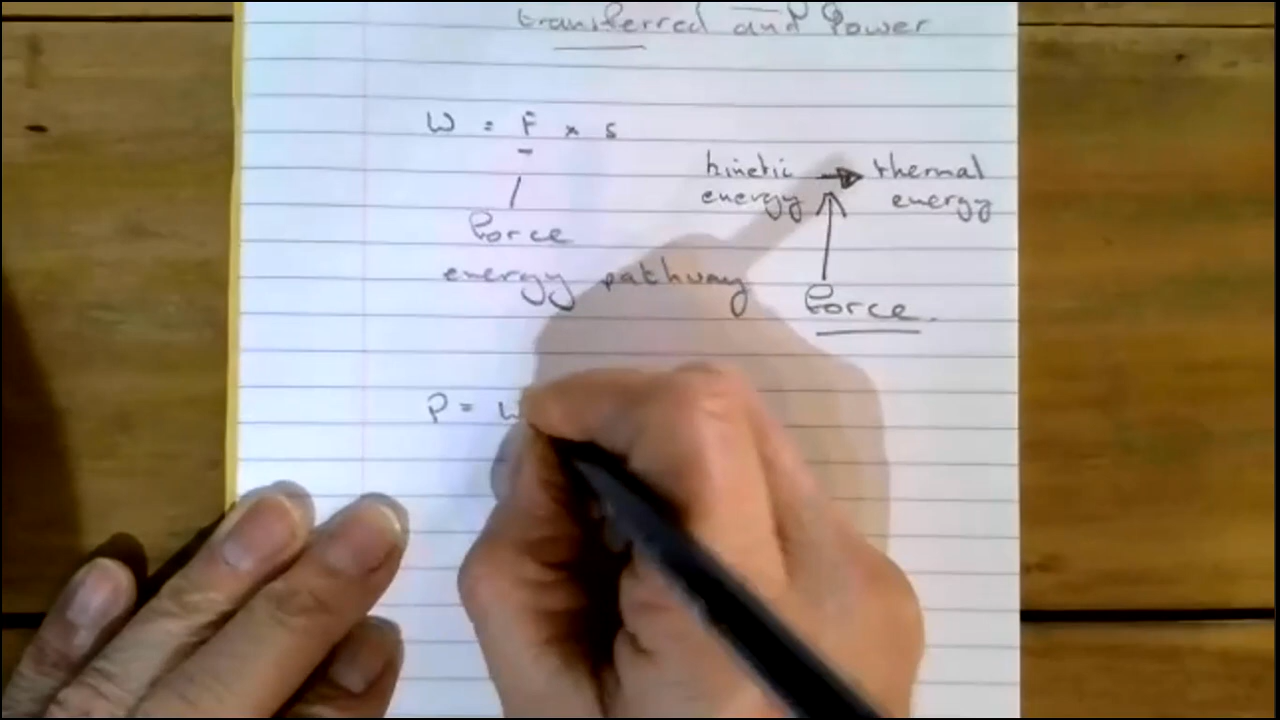 transferred and Power
W = F x s
kinetic → thermal
energy energy
Force
energy pathway
Force.
P = W